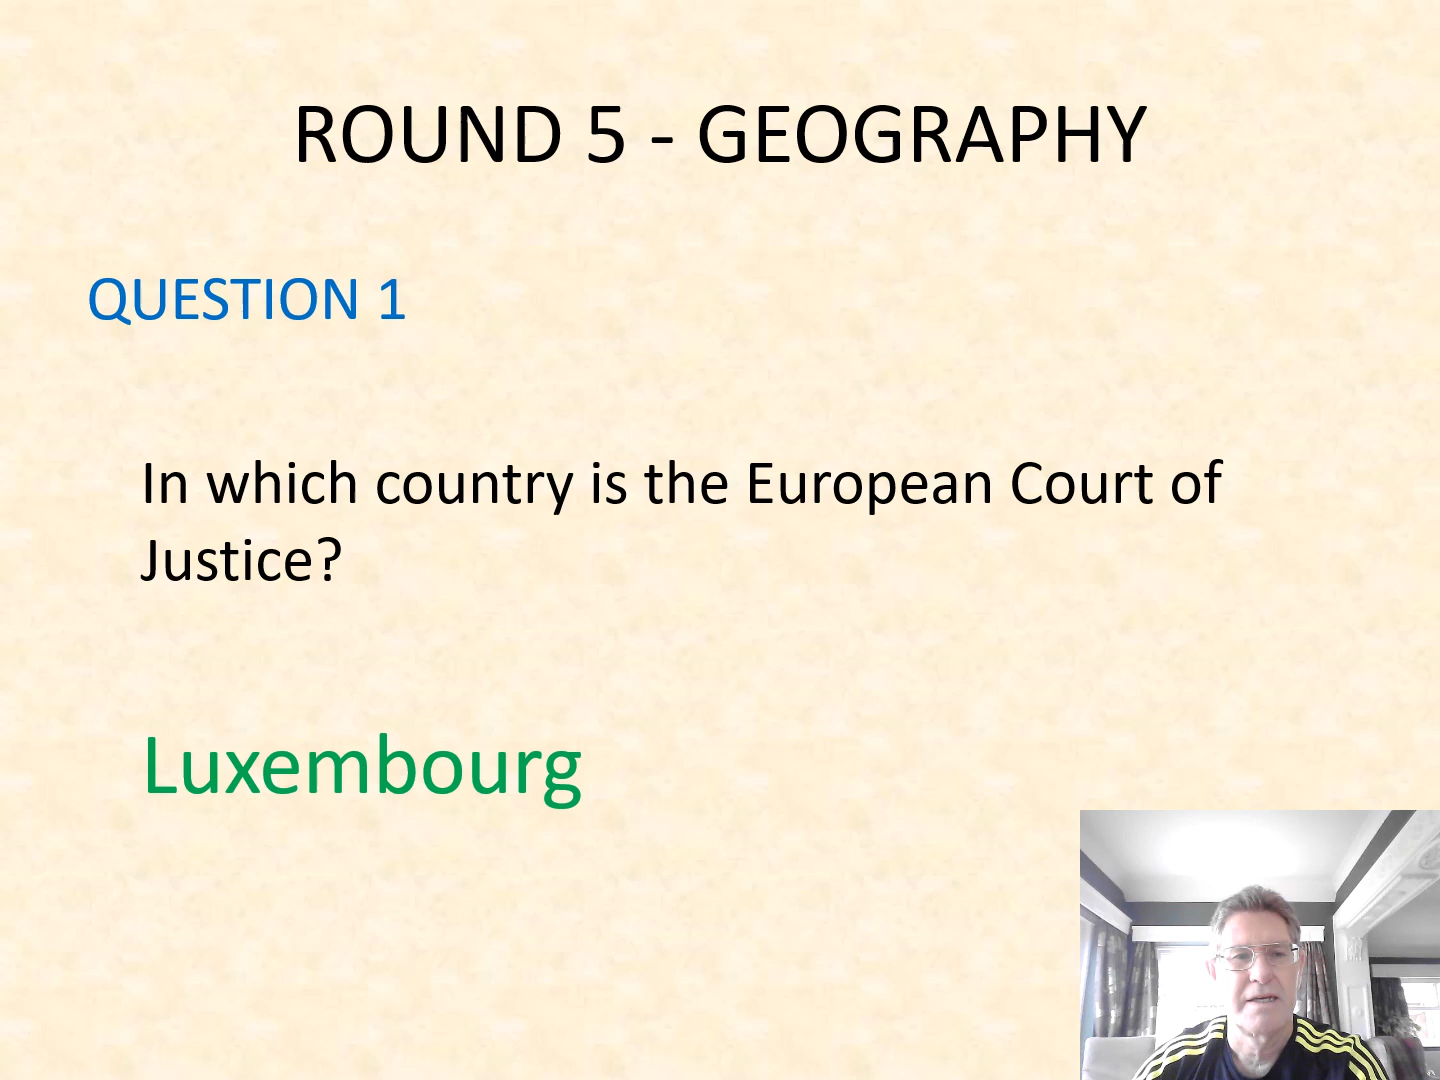 ROUND 5 - GEOGRAPHY
QUESTION 1
In which country is the European Court of
Justice?
Luxembourg